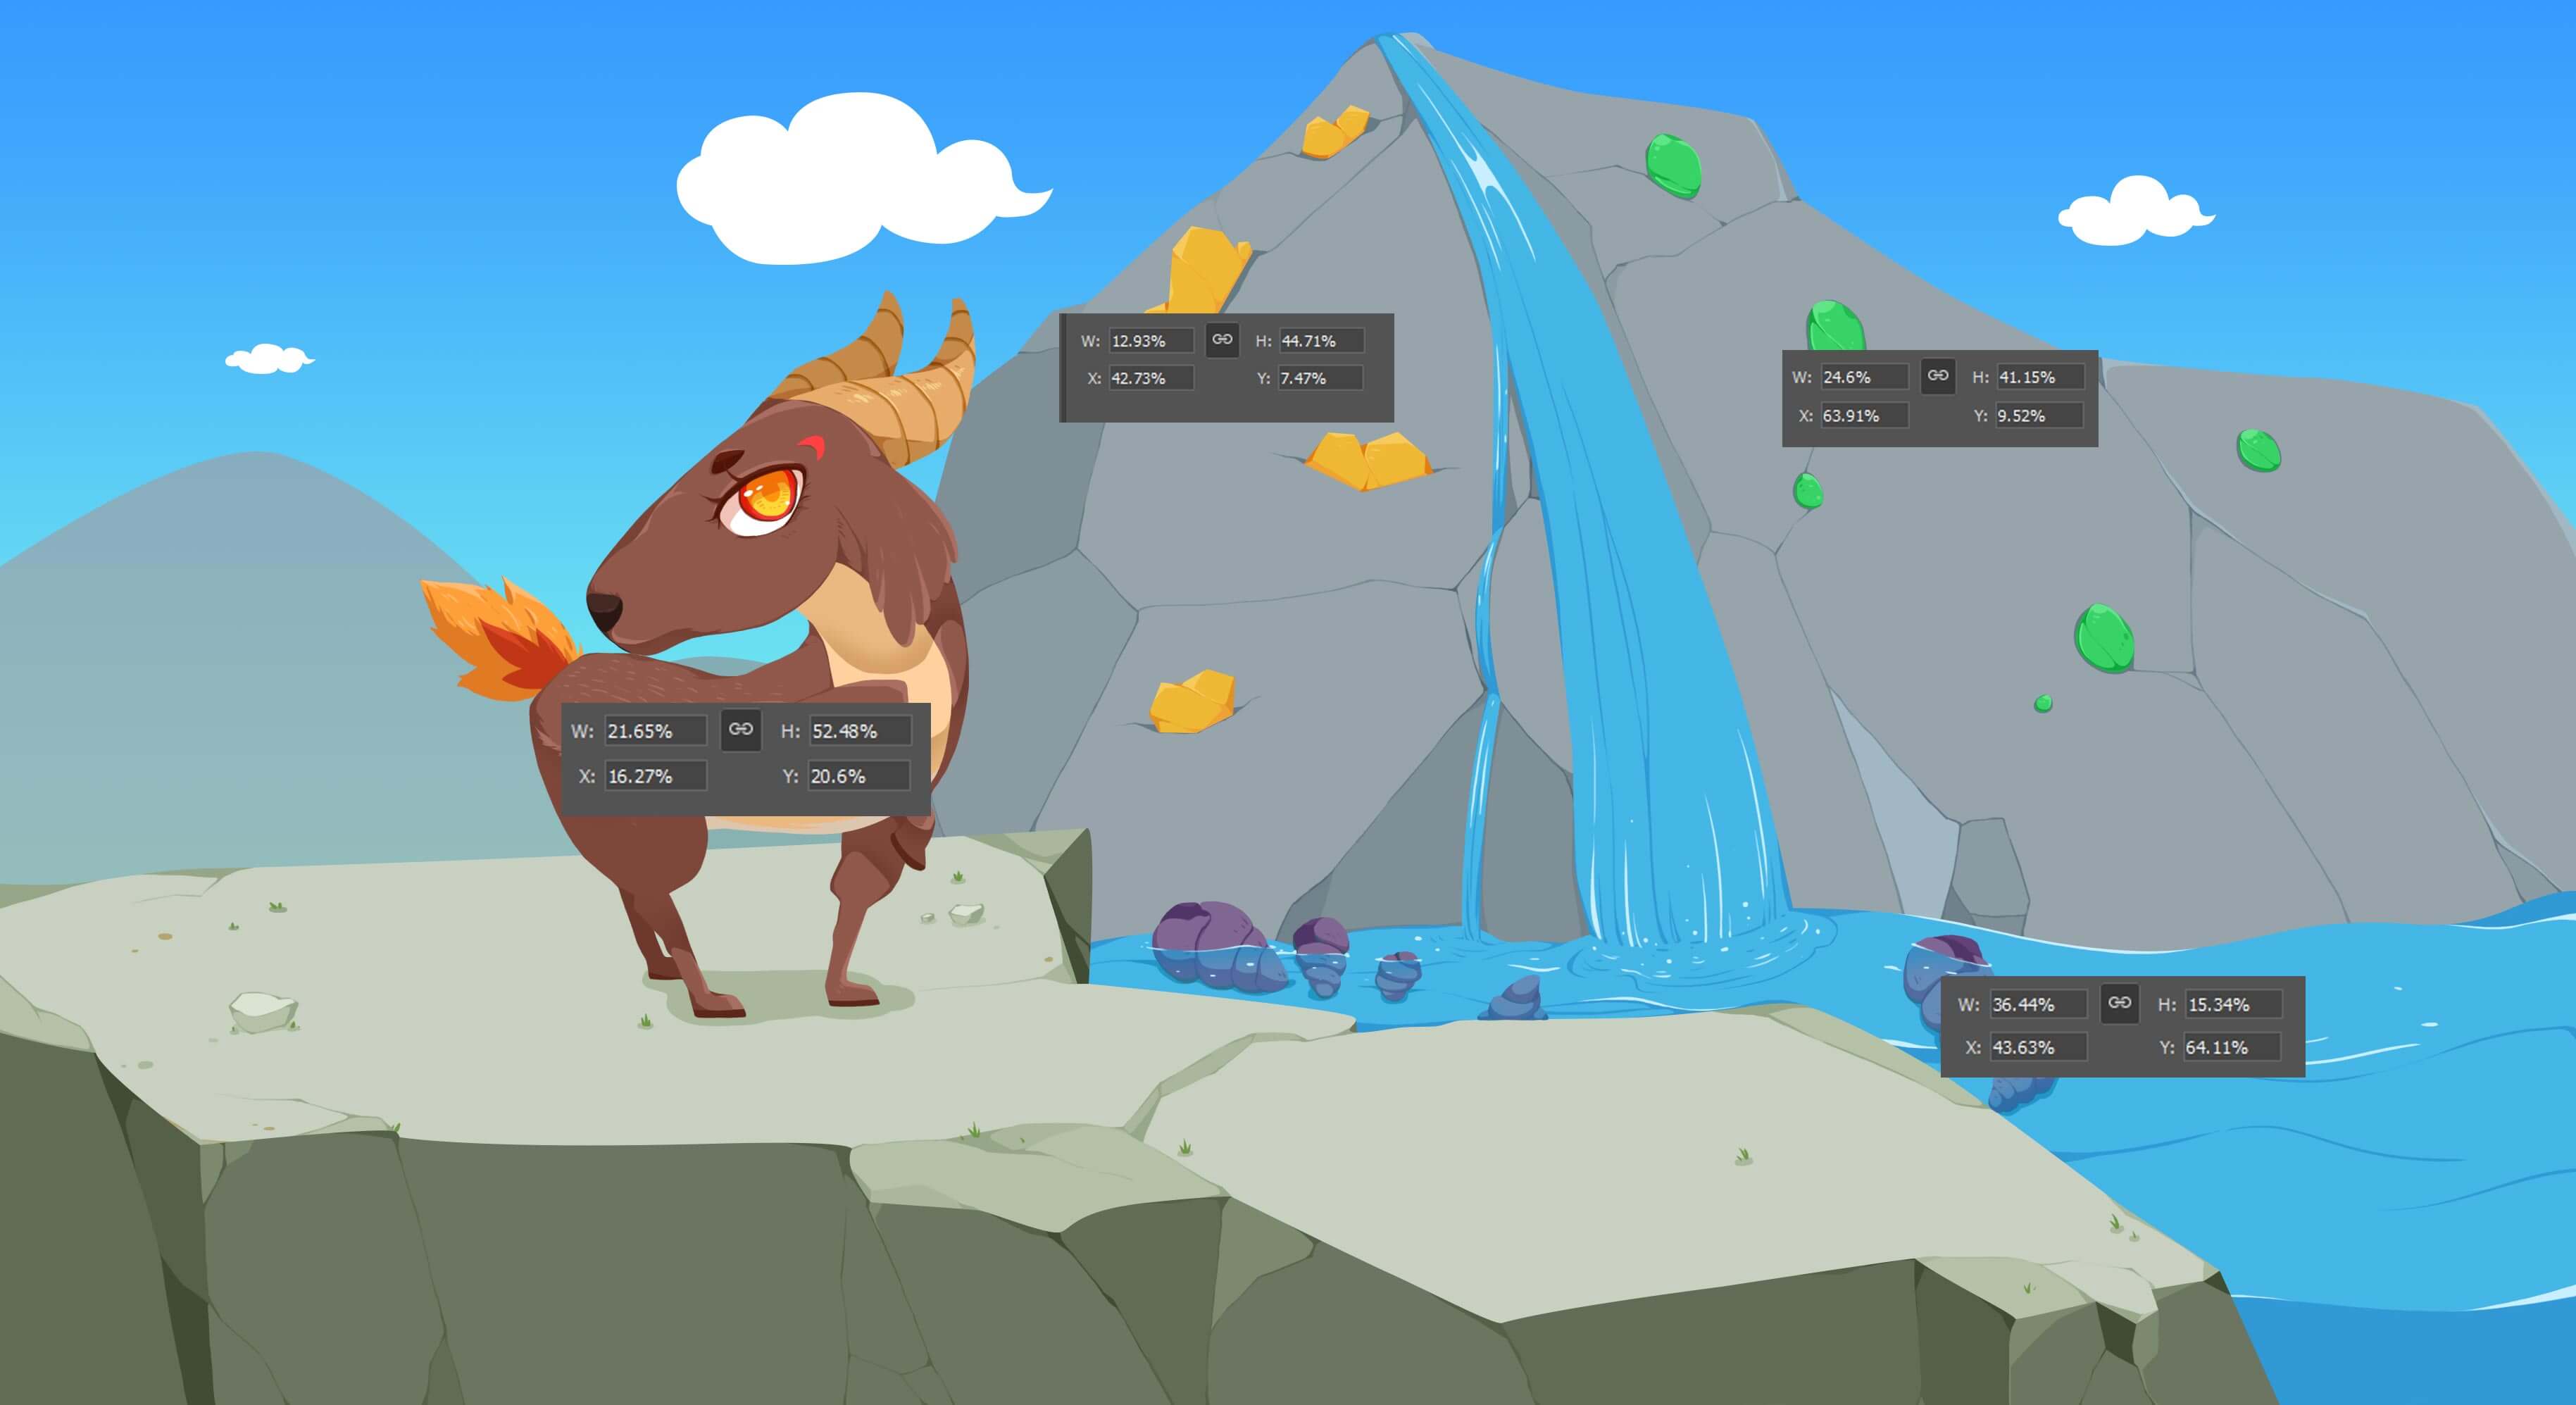 W: 12.93% H: 44.71%
X: 42.73% Y: 7.47%
W: 24.6% H: 41.15%
X: 63.91% Y: 9.52%
W: 21.65% H: 52.48%
X: 16.27% Y: 20.6%
W: 36.44% H: 15.34%
X: 43.63% Y: 64.11%